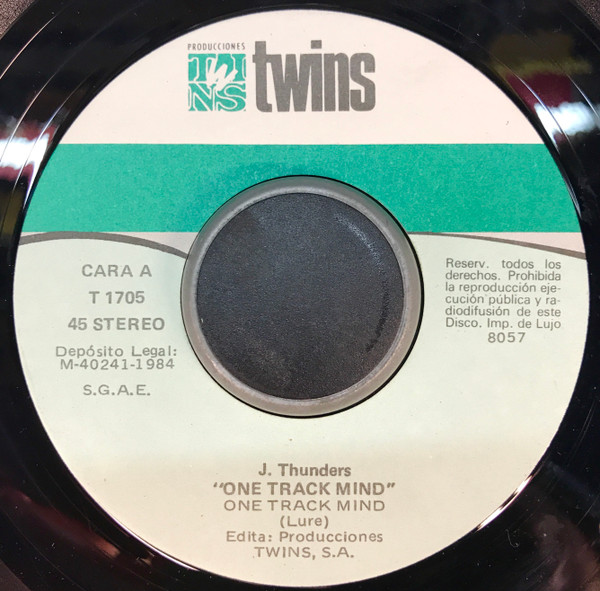 PRODUCCIONES
TWINS
twins
CARA A
T 1705
45 STEREO
Depósito Legal:
M-40241-1984
S.G.A.E.
Reserv. todos los
derechos. Prohibida
la reproducción eje-
cución pública y ra-
diodifusión de este
Disco. Imp. de Lujo
8057
J. Thunders
"ONE TRACK MIND"
ONE TRACK MIND
(Lure)
Edita: Producciones
TWINS, S.A.